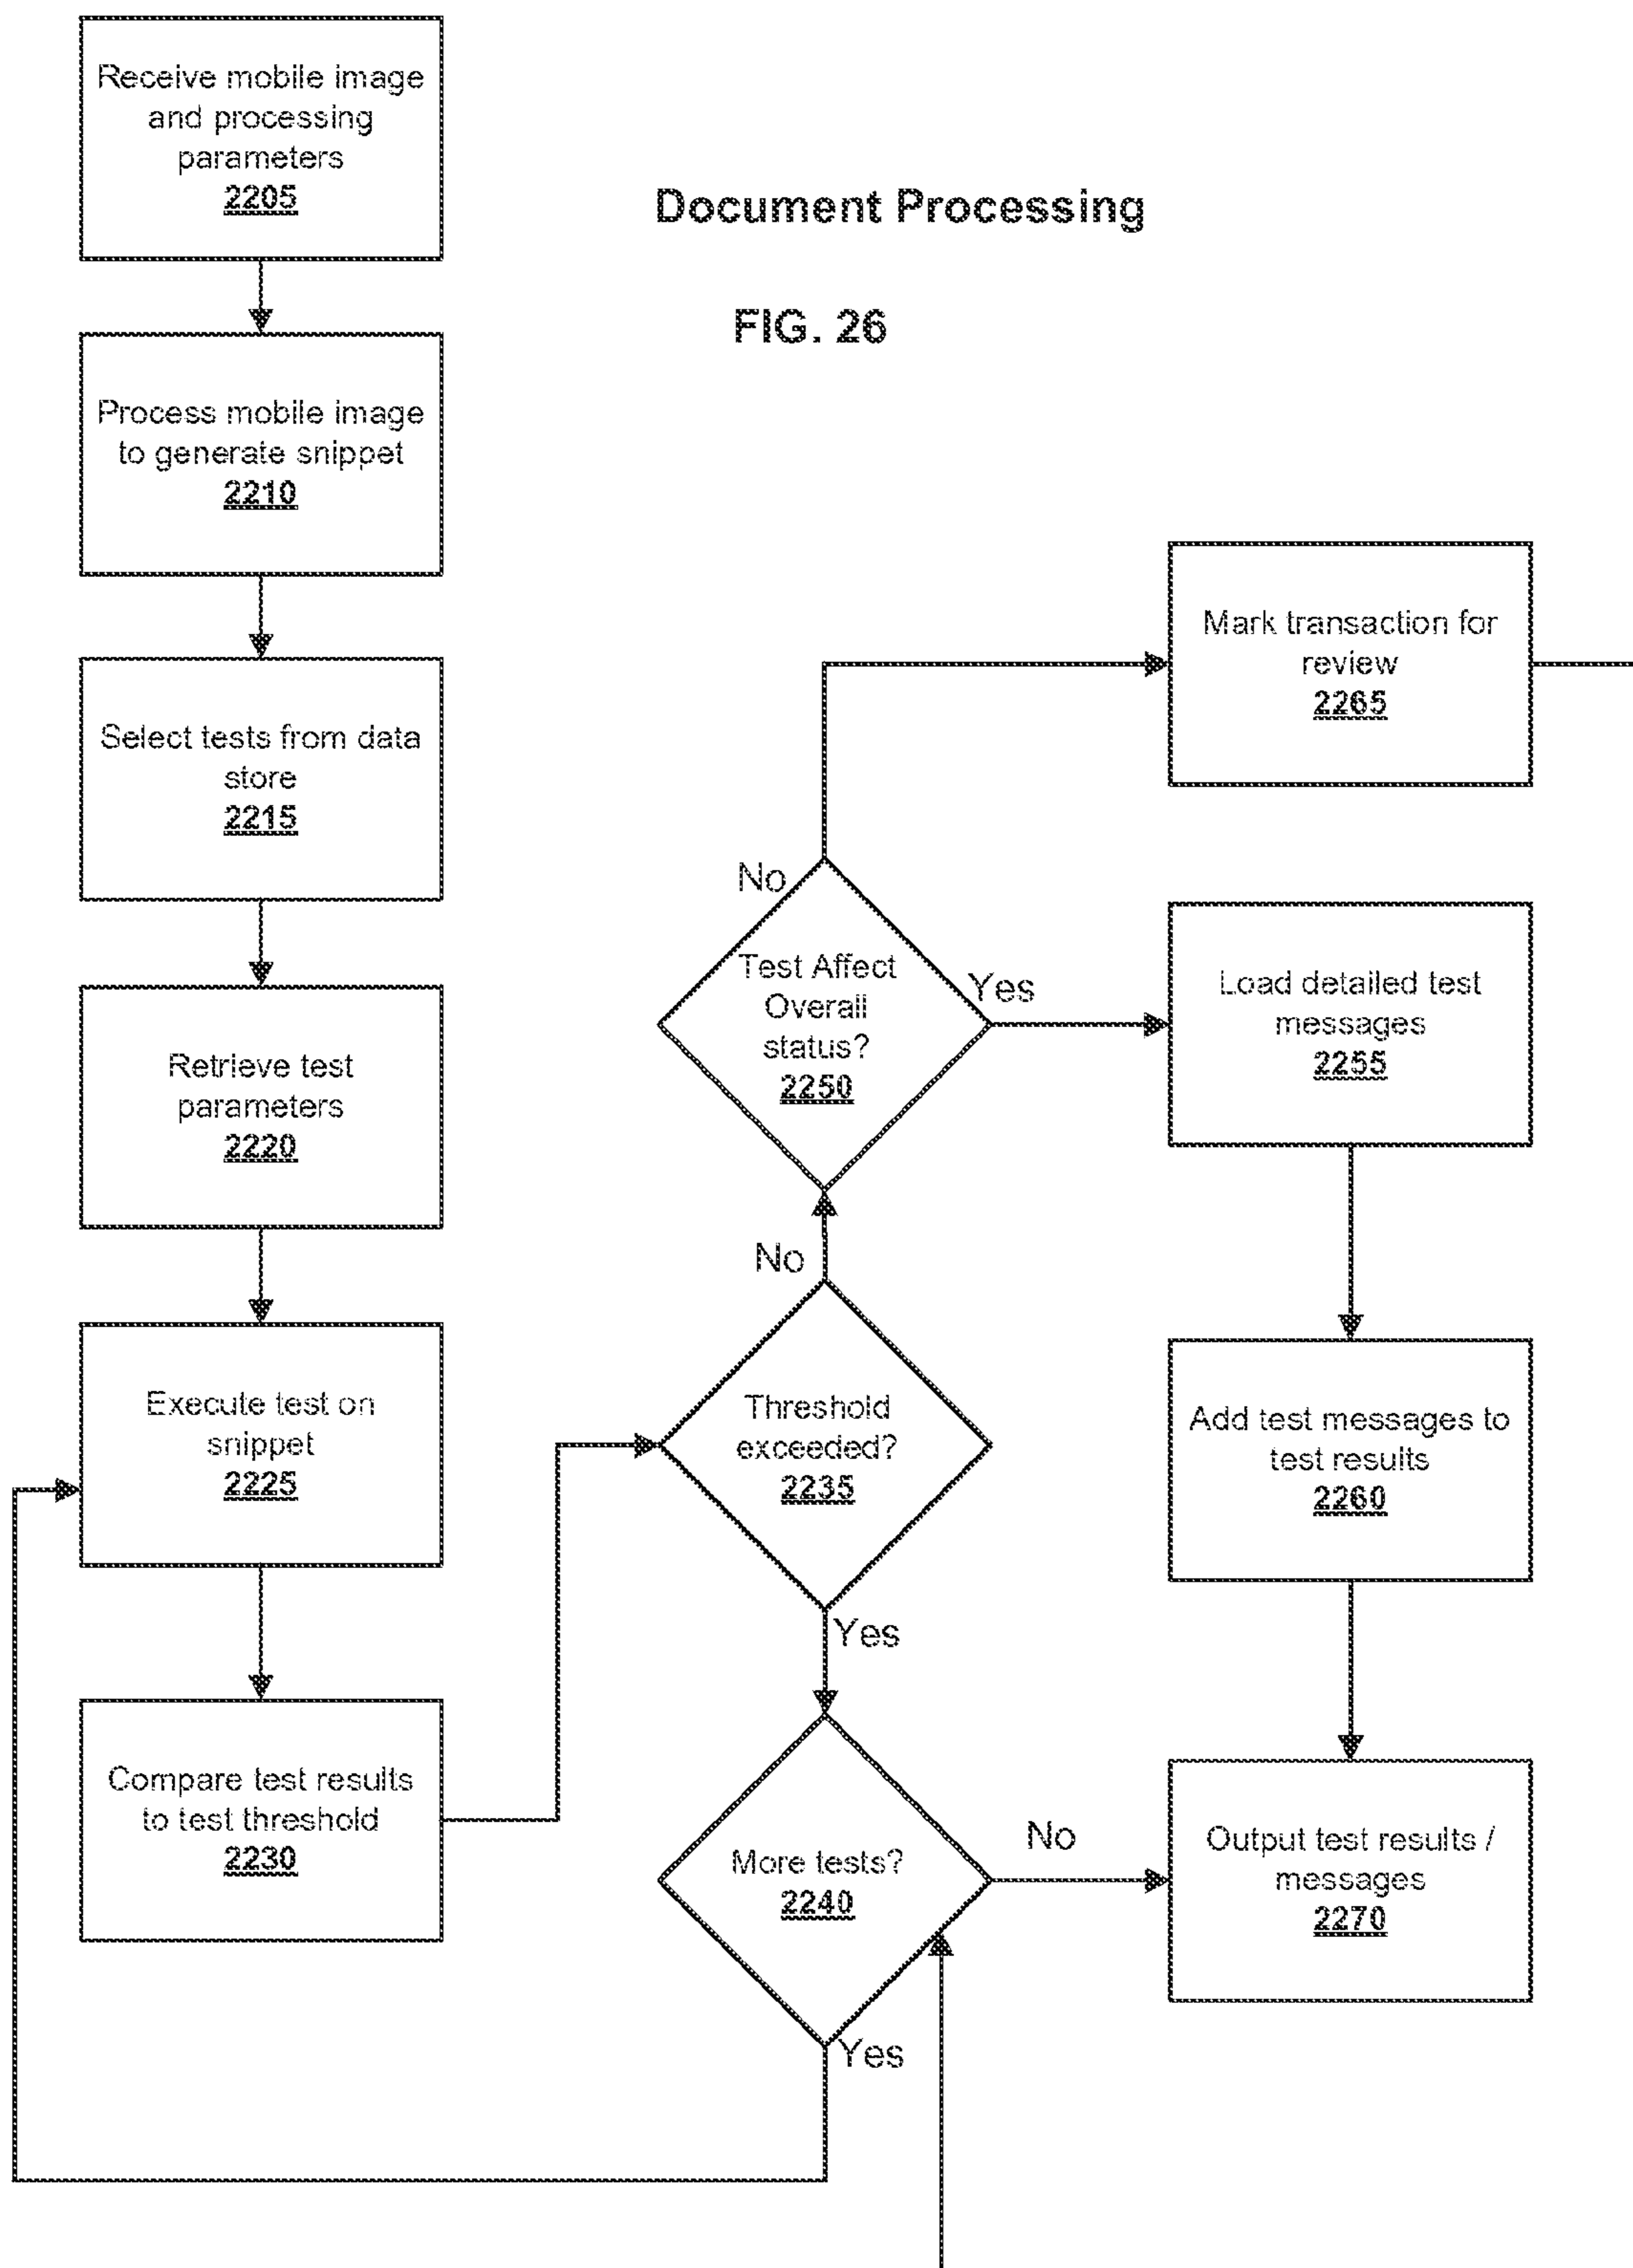 Receive mobile image
and processing
parameters
2205
Document Processing
FIG. 26
Process mobile image
to generate snippet
2210
Select tests from data
store
2215
Retrieve test
parameters
2220
Execute test on
snippet
2225
Compare test results
to test threshold
2230
Threshold
exceeded?
2235
No
Yes
Test Affect
Overall
status?
2250
No
Yes
Mark transaction for
review
2265
Load detailed test
messages
2255
Add test messages to
test results
2260
More tests?
2240
No
Yes
Output test results /
messages
2270